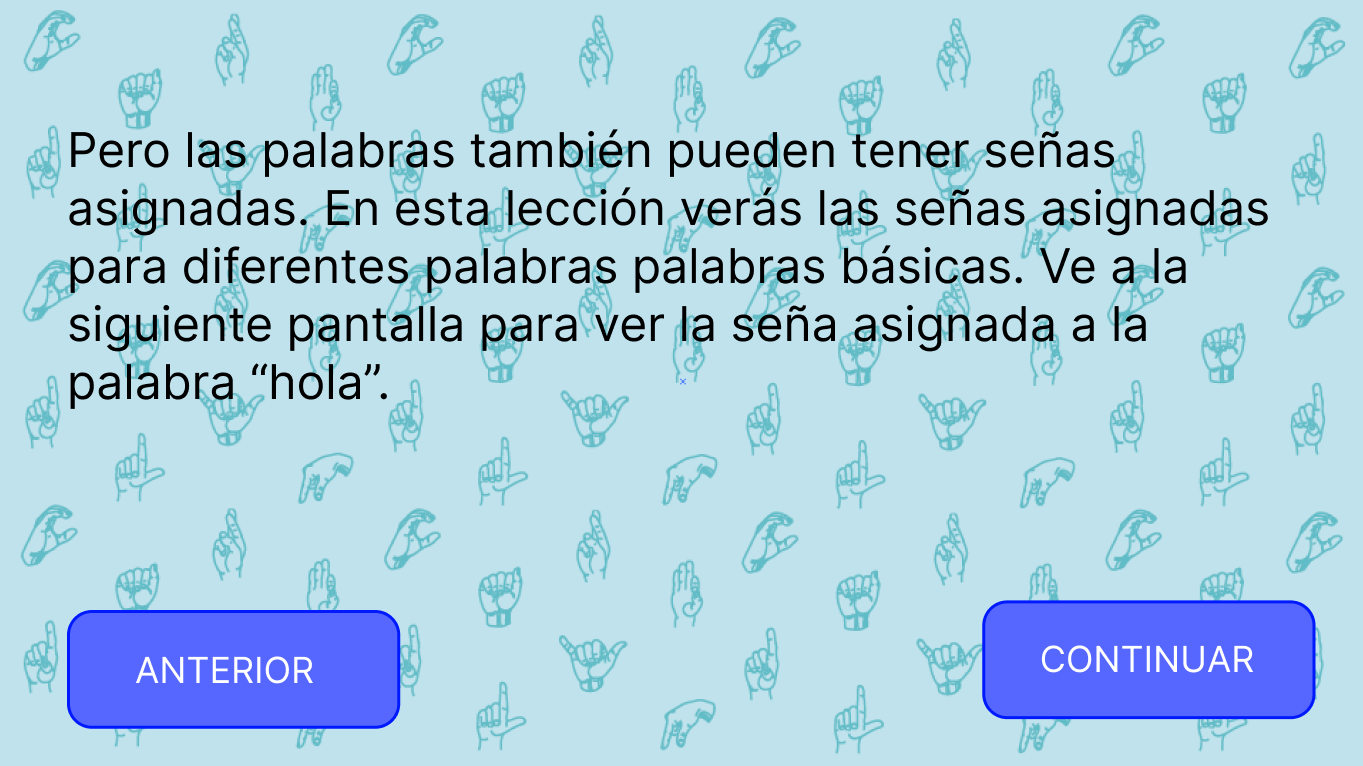 Pero las palabras también pueden tener señas
asignadas. En esta lección verás las señas asignadas
para diferentes palabras palabras básicas. Ve a la
siguiente pantalla para ver la seña asignada a la
palabra “hola”.
ANTERIOR
CONTINUAR